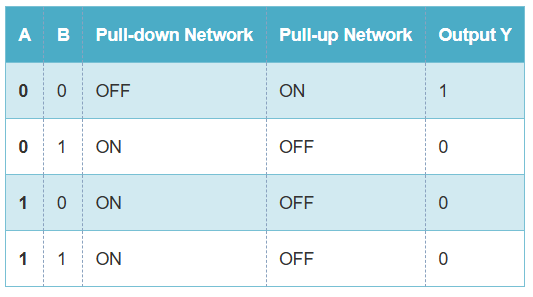 A B Pull-down Network Pull-up Network Output Y
0 0 OFF ON 1
0 1 ON OFF 0
1 0 ON OFF 0
1 1 ON OFF 0